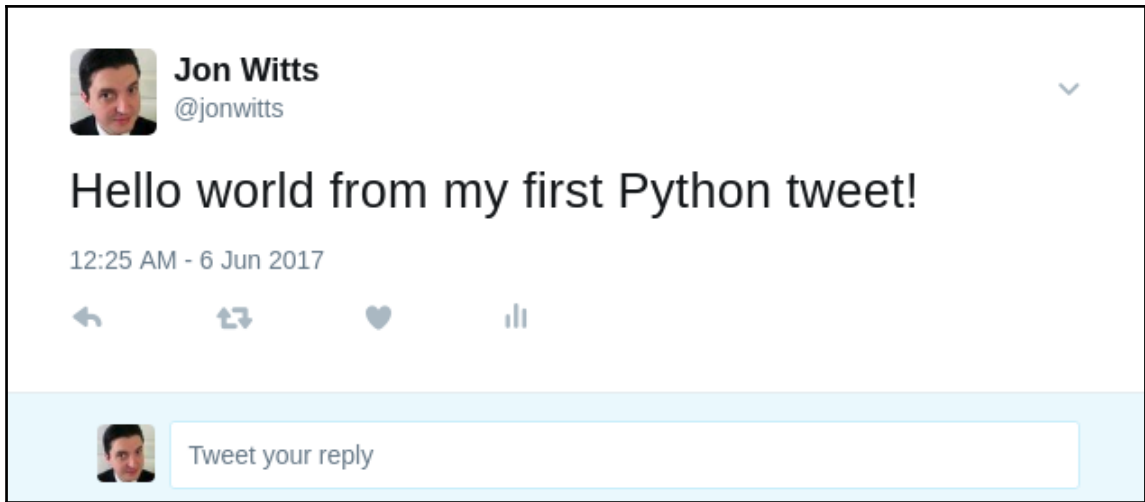 Jon Witts
@jonwitts
Hello world from my first Python tweet!
12:25 AM - 6 Jun 2017
Tweet your reply